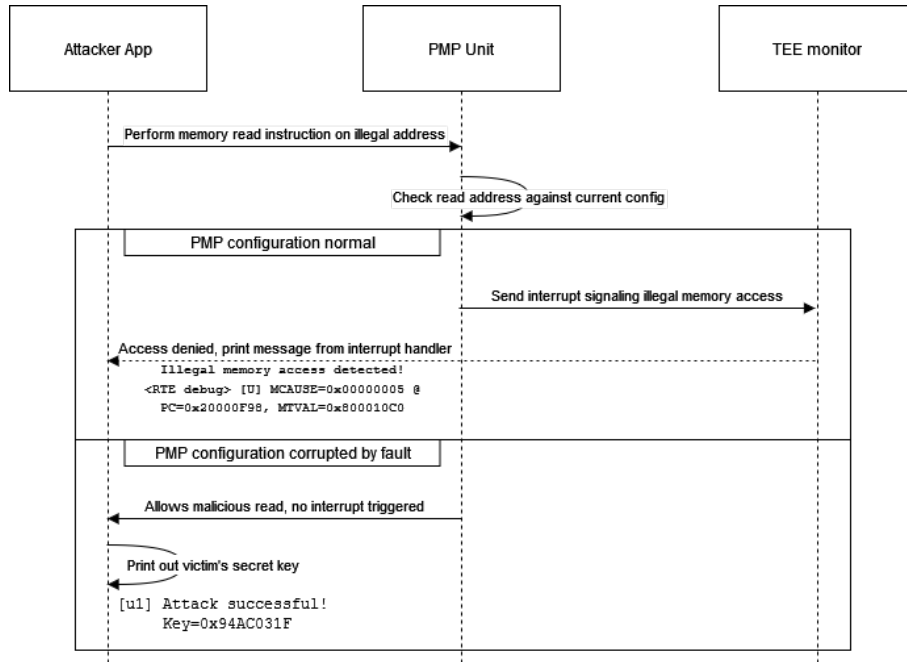 Attacker App
PMP Unit
TEE monitor
Perform memory read instruction on illegal address
Check read address against current config
PMP configuration normal
Send interrupt signaling illegal memory access
Access denied, print message from interrupt handler
Illegal memory access detected!
<RTE debug> [U] MCAUSE=0x00000005 @
PC=0x20000F98, MTVAL=0x800010C0
PMP configuration corrupted by fault
Allows malicious read, no interrupt triggered
Print out victim's secret key
[u1] Attack successful!
Key=0x94AC031F